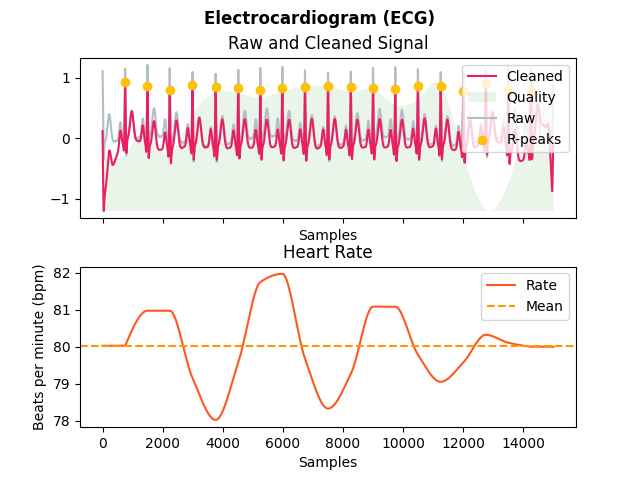 Electrocardiogram (ECG)
Raw and Cleaned Signal
1
0
−1
Cleaned
Quality
Raw
R-peaks
Samples
Heart Rate
Beats per minute (bpm)
82
81
80
79
78
Rate
Mean
0 2000 4000 6000 8000 10000 12000 14000
Samples